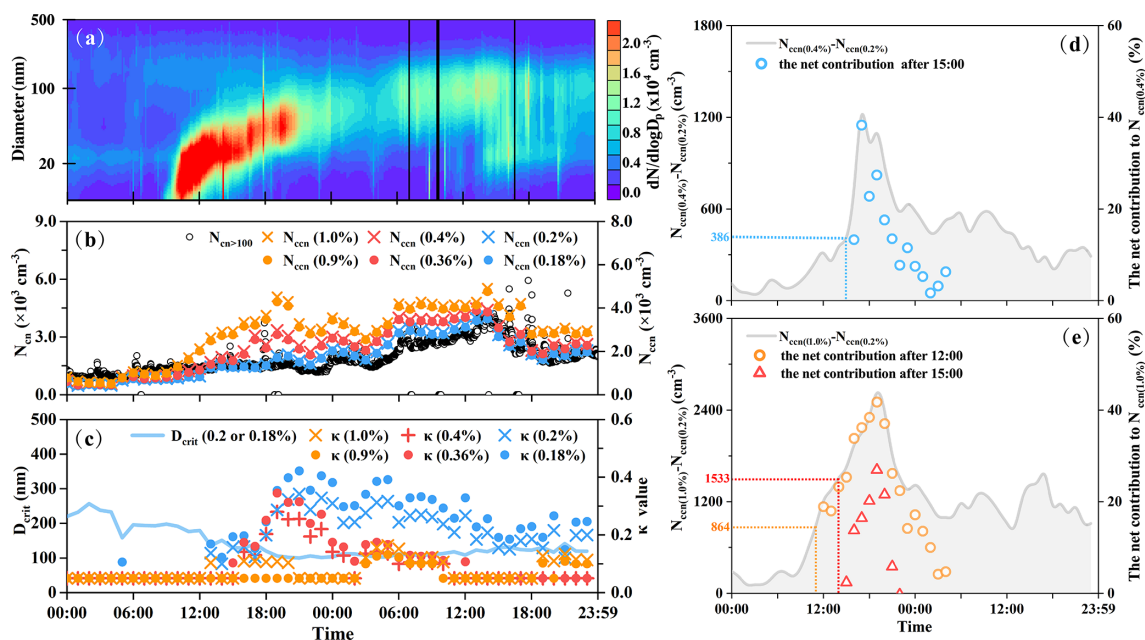 (a)
500
100
20
Diameter (nm)
2.0
1.6
1.2
0.8
0.4
0.0
dN/dlogDp (x10⁴ cm⁻³)
(b)
Ncn>100
Nccn (1.0%)
Nccn (0.4%)
Nccn (0.2%)
Nccn (0.9%)
Nccn (0.36%)
Nccn (0.18%)
9.0
6.0
3.0
0.0
Ncn (×10³ cm⁻³)
8.0
6.0
4.0
2.0
0.0
Nccn (×10³ cm⁻³)
(c)
Dcrit (0.2 or 0.18%)
κ (1.0%)
κ (0.4%)
κ (0.2%)
κ (0.9%)
κ (0.36%)
κ (0.18%)
500
400
300
200
100
0
Dcrit (nm)
0.6
0.4
0.2
0.0
κ value
00:00
06:00
12:00
18:00
00:00
06:00
12:00
18:00
23:59
Time
(d)
Nccn(0.4%)-Nccn(0.2%)
the net contribution after 15:00
1800
1200
600
0
386
Nccn(0.4%)-Nccn(0.2%) (cm⁻³)
60
40
20
0
The net contribution to Nccn(0.4%) (%)
(e)
Nccn(1.0%)-Nccn(0.2%)
the net contribution after 12:00
the net contribution after 15:00
3600
2400
1533
1200
864
0
Nccn(1.0%)-Nccn(0.2%) (cm⁻³)
60
40
20
0
The net contribution to Nccn(1.0%) (%)
00:00
12:00
00:00
12:00
23:59
Time